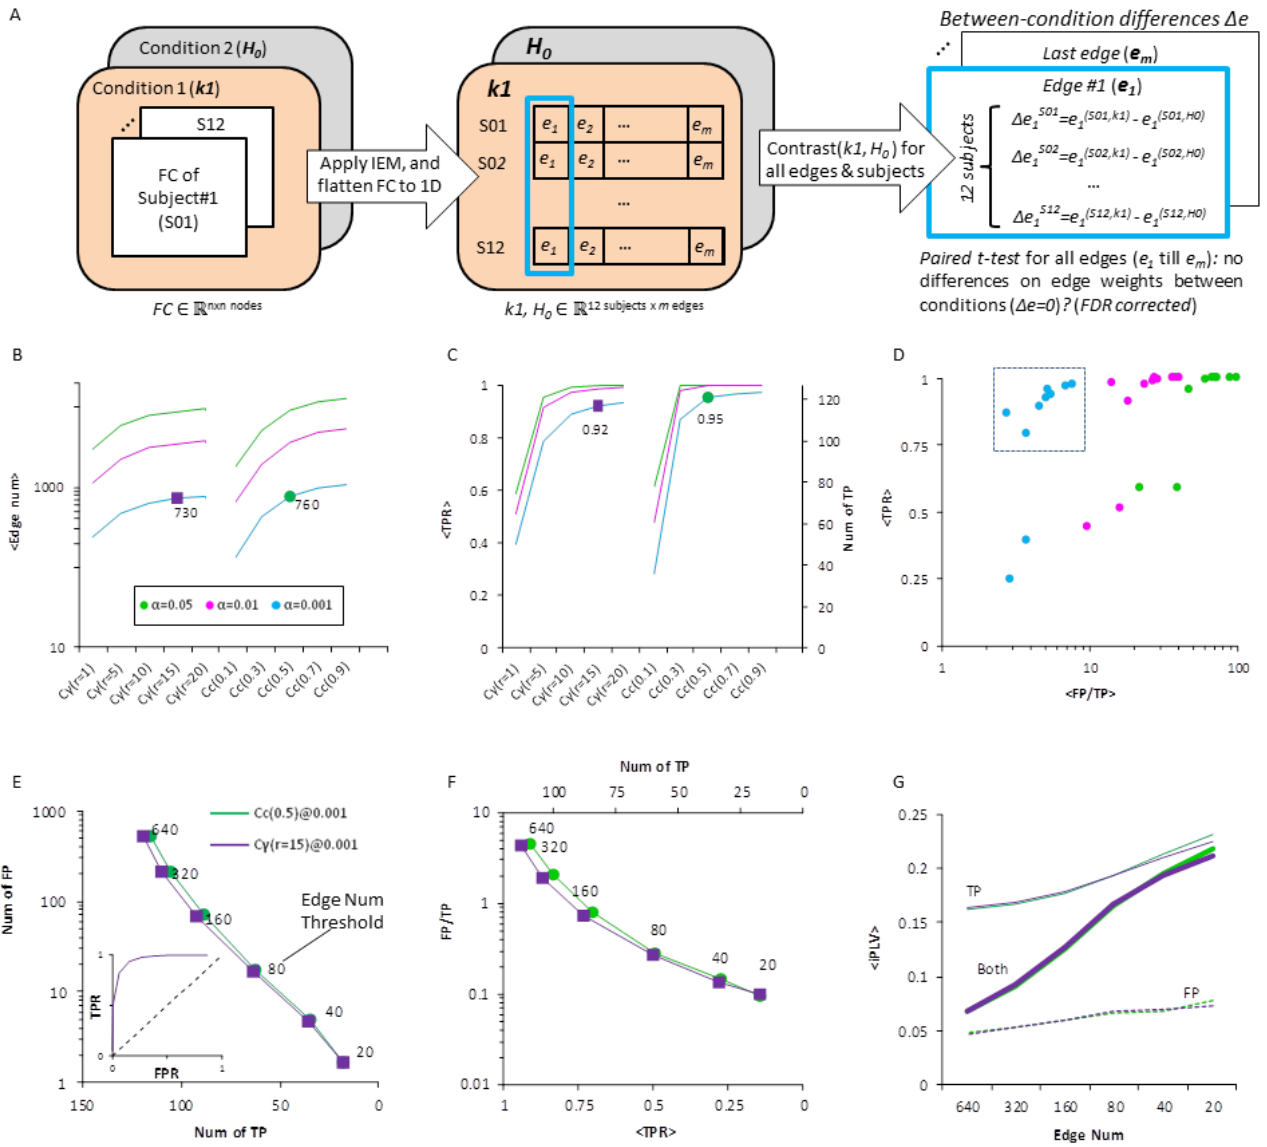 A
Condition 2 (H0)
Condition 1 (k1)
S12
FC of
Subject#1
(S01)
FC ∈ ℝnxn nodes
Apply IEM, and
flatten FC to 1D
H0
k1
S01 e1 e2 ... em
S02 e1 e2 ... em
...
S12 e1 e2 ... em
k1, H0 ∈ ℝ12 subjects x m edges
Contrast(k1, H0) for
all edges & subjects
Between-condition differences Δe
Last edge (em)
Edge #1 (e1)
12 subjects
Δe1S01=e1(S01,k1) - e1(S01,H0)
Δe1S02=e1(S02,k1) - e1(S02,H0)
...
Δe1S12=e1(S12,k1) - e1(S12,H0)
Paired t-test for all edges (e1 till em): no
differences on edge weights between
conditions (Δe=0)? (FDR corrected)
B
<Edge num>
1000
10
730
760
α=0.05 α=0.01 α=0.001
Cγ(r=1) Cγ(r=5) Cγ(r=10) Cγ(r=15) Cγ(r=20) Cc(0.1) Cc(0.3) Cc(0.5) Cc(0.7) Cc(0.9)
C
<TPR>
1
0.8
0.6
0.4
0.2
0
0.92
0.95
Num of TP
120
100
80
60
40
20
0
Cγ(r=1) Cγ(r=5) Cγ(r=10) Cγ(r=15) Cγ(r=20) Cc(0.1) Cc(0.3) Cc(0.5) Cc(0.7) Cc(0.9)
D
<TPR>
1
0.75
0.5
0.25
0
1 10 100
<FP/TP>
E
Num of FP
1000
100
10
1
Cc(0.5)@0.001
Cγ(r=15)@0.001
640
320
160
80
40
20
Edge Num
Threshold
TPR
1
0
0 1
FPR
150 100 50 0
Num of TP
F
Num of TP
100 50 0
FP/TP
10
1
0.1
0.01
640
320
160
80
40
20
1 0.75 0.5 0.25 0
<TPR>
G
<iPLV>
0.25
0.2
0.15
0.1
0.05
0
TP
Both
FP
640 320 160 80 40 20
Edge Num